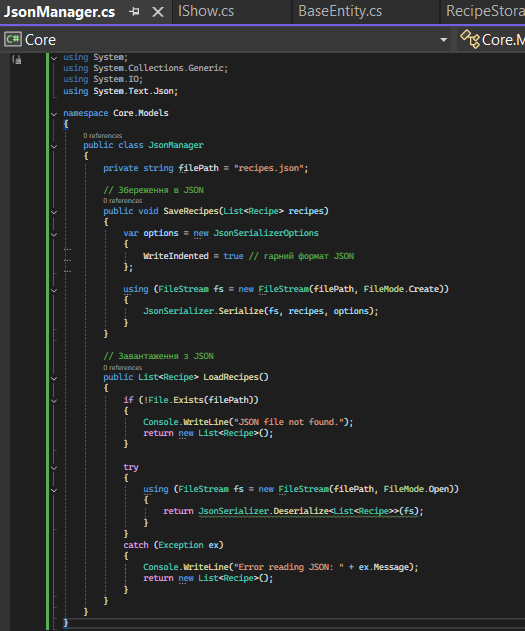 JsonManager.cs
IShow.cs
BaseEntity.cs
RecipeStora
C# Core
Core.M
using System;
using System.Collections.Generic;
using System.IO;
using System.Text.Json;
namespace Core.Models
{
0 references
public class JsonManager
{
private string filePath = "recipes.json";
// Збереження в JSON
0 references
public void SaveRecipes(List<Recipe> recipes)
{
var options = new JsonSerializerOptions
{
WriteIndented = true // гарний формат JSON
};
using (FileStream fs = new FileStream(filePath, FileMode.Create))
{
JsonSerializer.Serialize(fs, recipes, options);
}
}
// Завантаження з JSON
0 references
public List<Recipe> LoadRecipes()
{
if (!File.Exists(filePath))
{
Console.WriteLine("JSON file not found.");
return new List<Recipe>();
}
try
{
using (FileStream fs = new FileStream(filePath, FileMode.Open))
{
return JsonSerializer.Deserialize<List<Recipe>>(fs);
}
}
catch (Exception ex)
{
Console.WriteLine("Error reading JSON: " + ex.Message);
return new List<Recipe>();
}
}
}
}